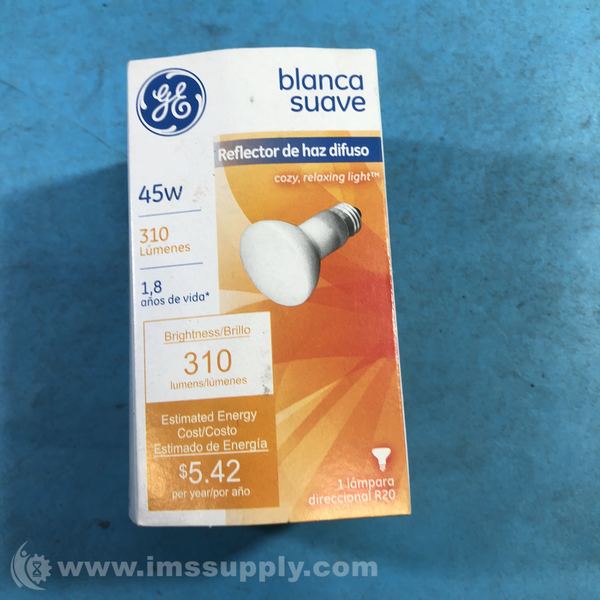 GE
blanca
suave
Reflector de haz difuso
cozy, relaxing light™
45w
310
Lúmenes
1,8
años de vida*
Brightness/Brillo
310
lumens/lúmenes
Estimated Energy
Cost/Costo
Estimado de Energía
$5.42
per year/por año
1 lámpara
direccional R20
www.imssupply.com